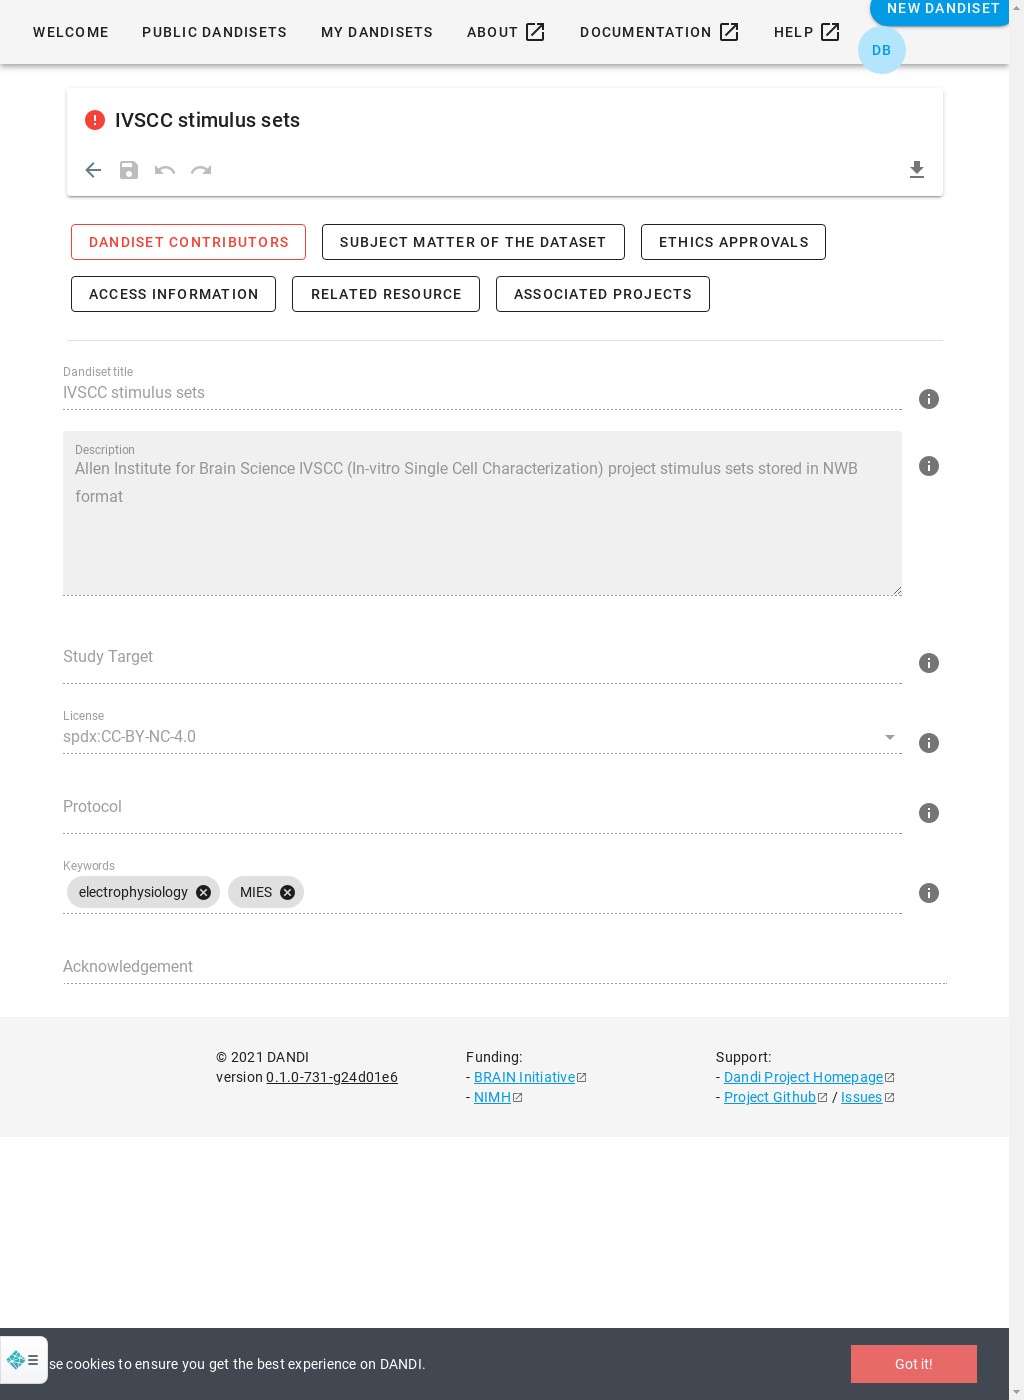 WELCOME PUBLIC DANDISETS MY DANDISETS ABOUT DOCUMENTATION HELP NEW DANDISET
DB
IVSCC stimulus sets
DANDISET CONTRIBUTORS SUBJECT MATTER OF THE DATASET ETHICS APPROVALS
ACCESS INFORMATION RELATED RESOURCE ASSOCIATED PROJECTS
Dandiset title
IVSCC stimulus sets
Description
Allen Institute for Brain Science IVSCC (In-vitro Single Cell Characterization) project stimulus sets stored in NWB
format
Study Target
License
spdx:CC-BY-NC-4.0
Protocol
Keywords
electrophysiology MIES
Acknowledgement
© 2021 DANDI Funding: Support:
version 0.1.0-731-g24d01e6 - BRAIN Initiative - Dandi Project Homepage
- NIMH - Project Github / Issues
se cookies to ensure you get the best experience on DANDI. Got it!